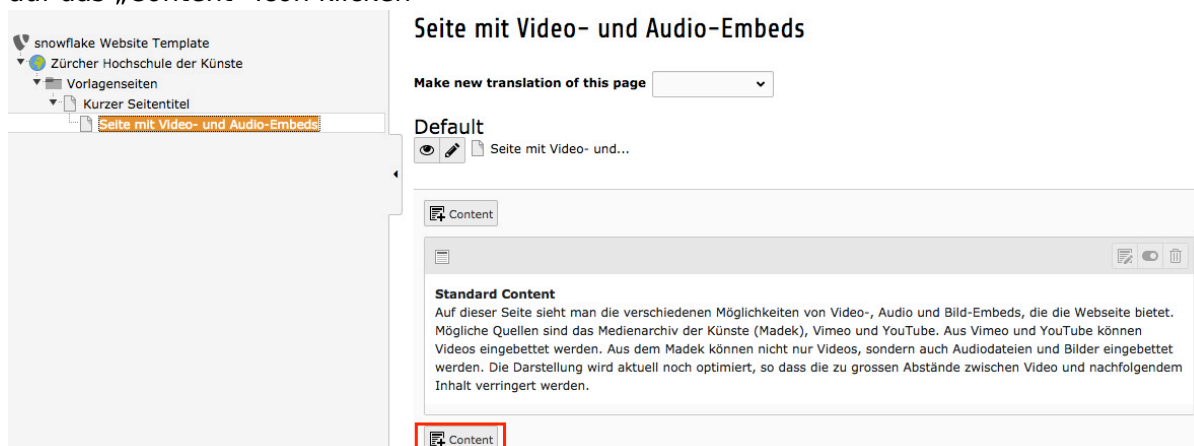 auf das „Content“-Icon klicken
snowflake Website Template
Zürcher Hochschule der Künste
Vorlagenseiten
Kurzer Seitentitel
Seite mit Video- und Audio-Embeds
Seite mit Video- und Audio-Embeds
Make new translation of this page
Default
Seite mit Video- und...
Content
Standard Content
Auf dieser Seite sieht man die verschiedenen Möglichkeiten von Video-, Audio und Bild-Embeds, die die Webseite bietet.
Mögliche Quellen sind das Medienarchiv der Künste (Madek), Vimeo und YouTube. Aus Vimeo und YouTube können
Videos eingebettet werden. Aus dem Madek können nicht nur Videos, sondern auch Audiodateien und Bilder eingebettet
werden. Die Darstellung wird aktuell noch optimiert, so dass die zu grossen Abstände zwischen Video und nachfolgendem
Inhalt verringert werden.
Content